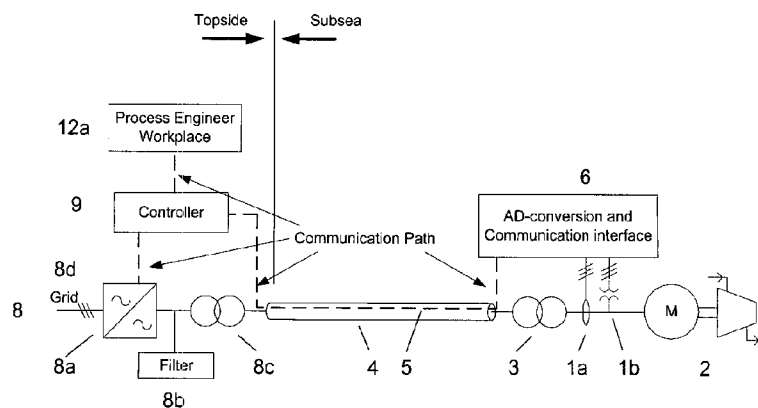 Topside
Subsea
12a
Process Engineer
Workplace
6
9
Controller
AD-conversion and
Communication interface
Communication Path
8d
8
Grid
M
8a
Filter
8b
8c
4
5
3
1a
1b
2